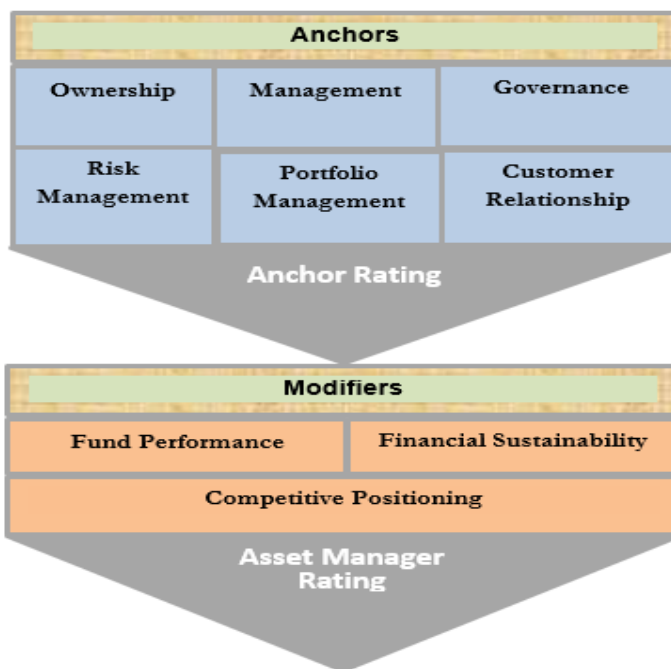 Anchors
Ownership
Management
Governance
Risk
Management
Portfolio
Management
Customer
Relationship
Anchor Rating
Modifiers
Fund Performance
Financial Sustainability
Competitive Positioning
Asset Manager
Rating